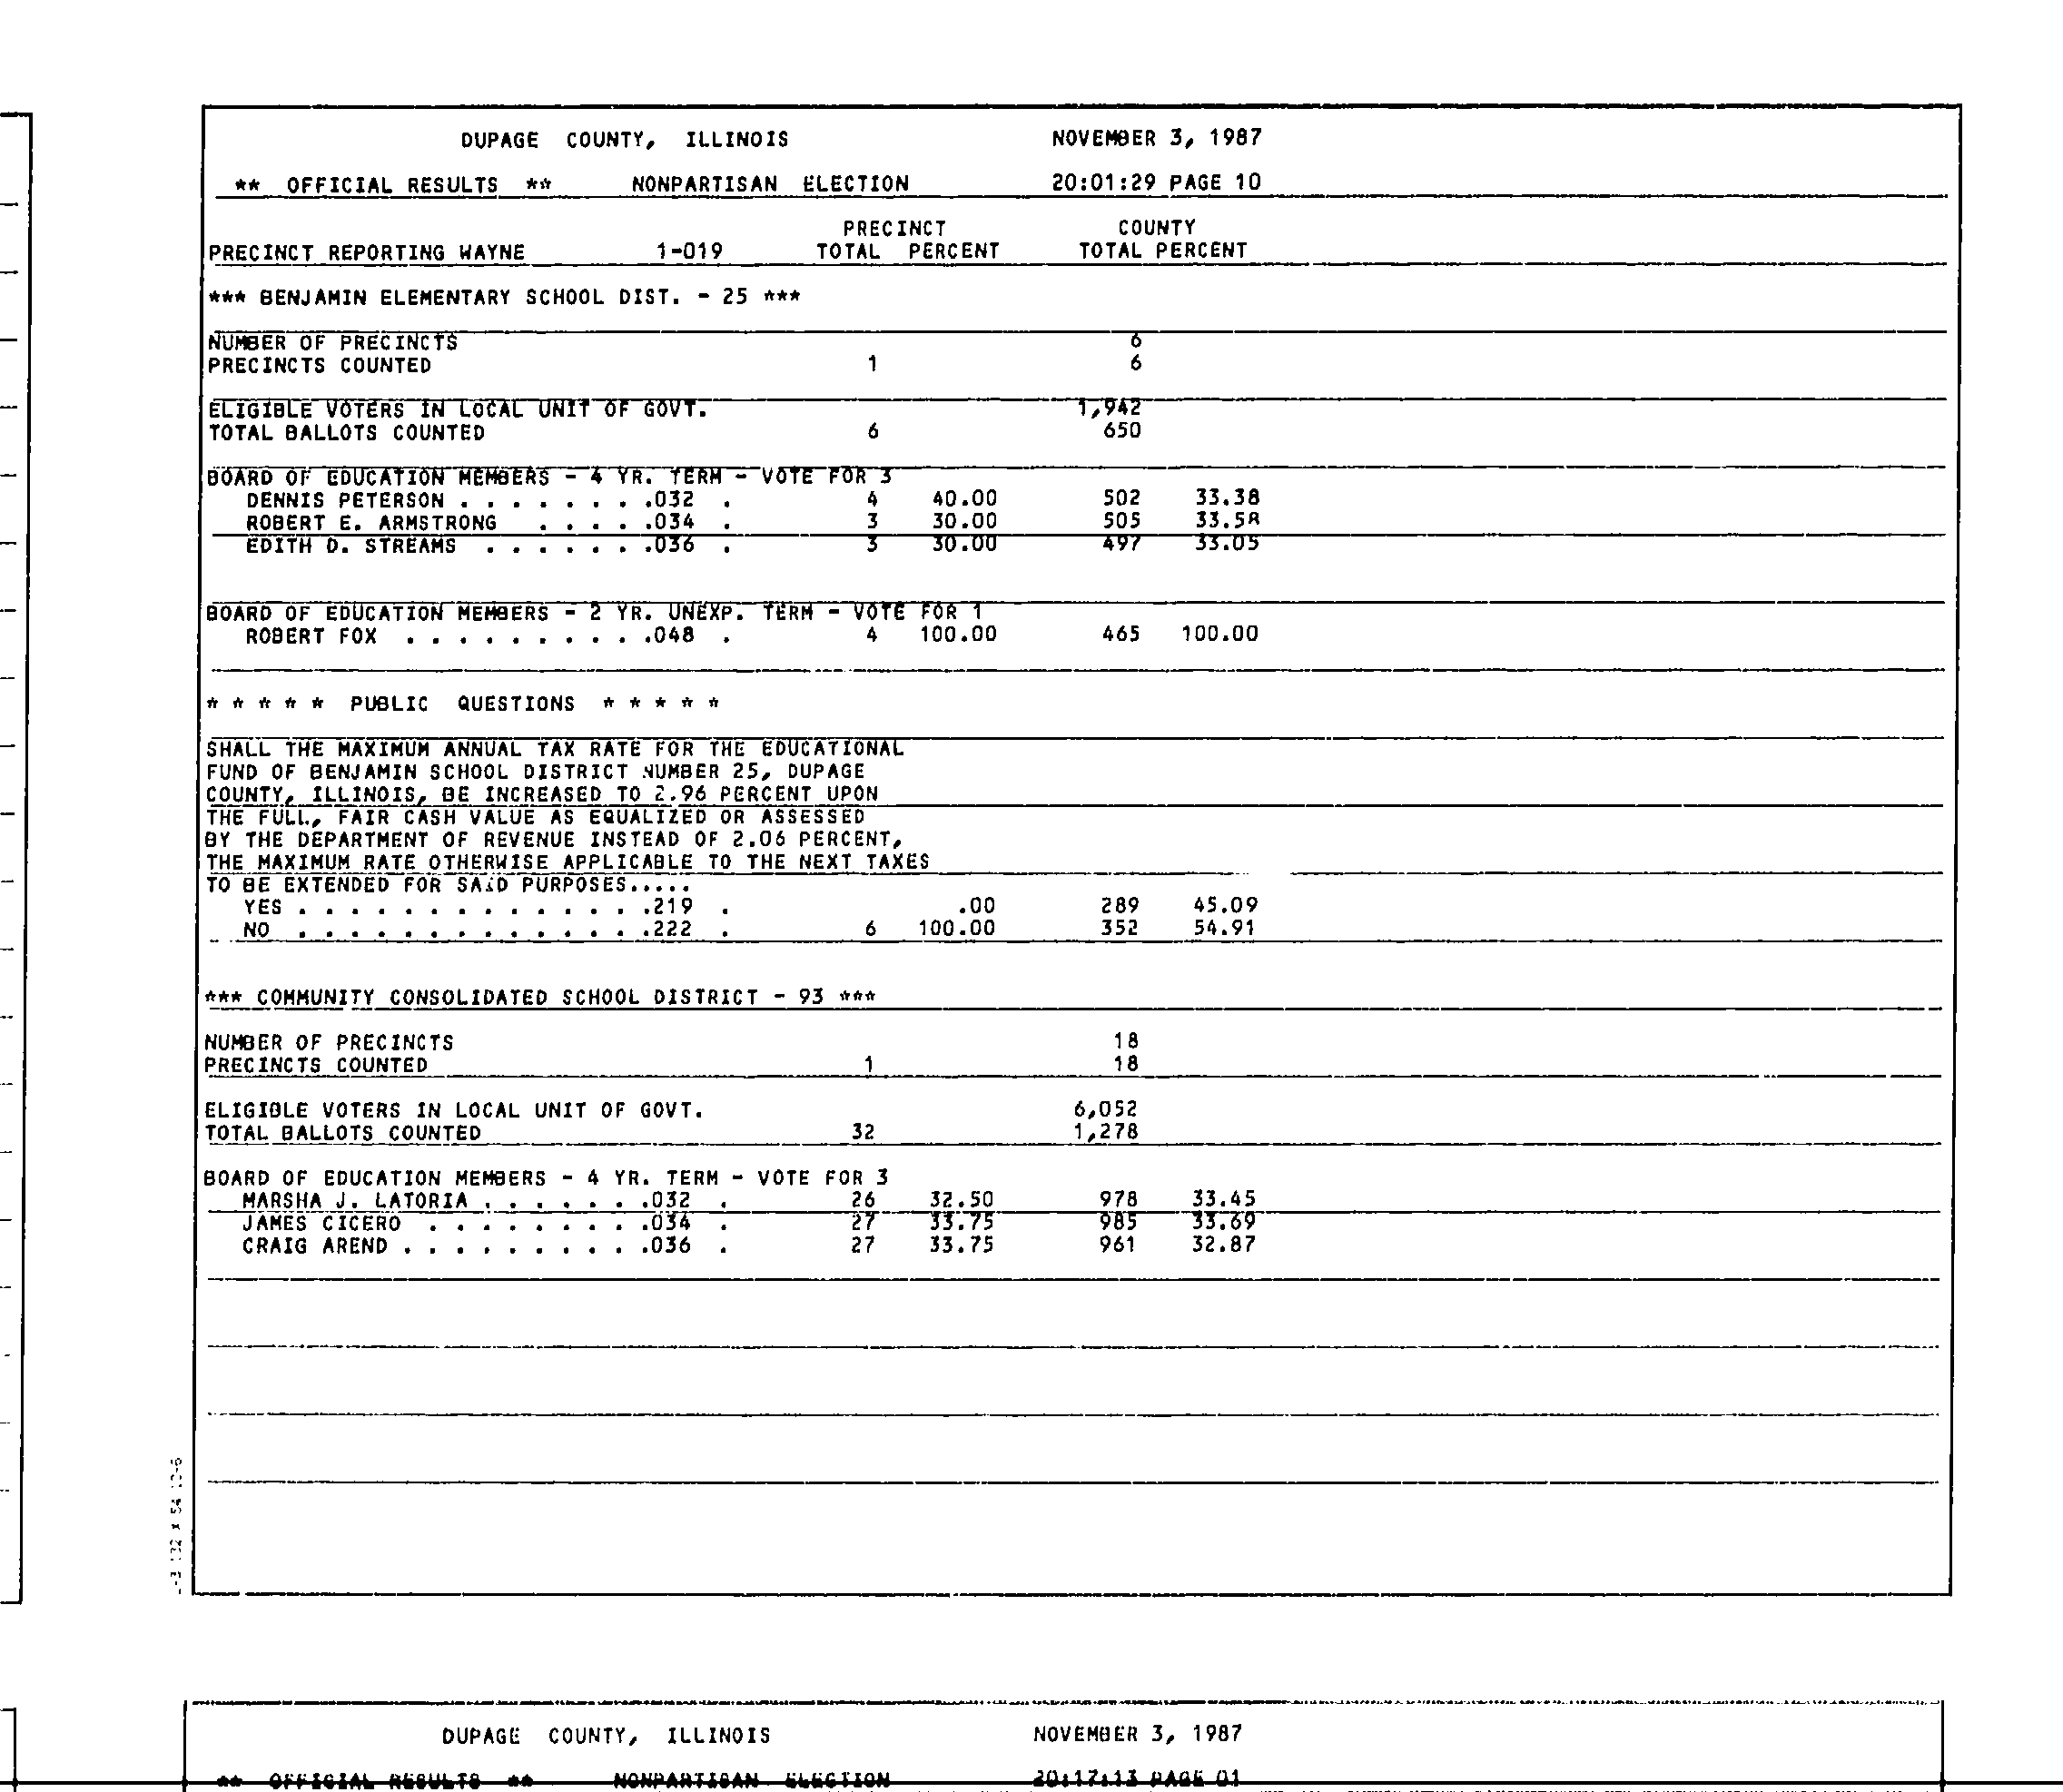 DUPAGE COUNTY, ILLINOIS NOVEMBER 3, 1987
** OFFICIAL RESULTS ** NONPARTISAN ELECTION 20:01:29 PAGE 10
PRECINCT COUNTY
PRECINCT REPORTING WAYNE 1-019 TOTAL PERCENT TOTAL PERCENT
*** BENJAMIN ELEMENTARY SCHOOL DIST. - 25 ***
NUMBER OF PRECINCTS 6
PRECINCTS COUNTED 1 6
ELIGIBLE VOTERS IN LOCAL UNIT OF GOVT. 1,942
TOTAL BALLOTS COUNTED 6 650
BOARD OF EDUCATION MEMBERS - 4 YR. TERM - VOTE FOR 3
DENNIS PETERSON . . . . . . . .032 . 4 40.00 502 33.38
ROBERT E. ARMSTRONG . . . . .034 . 3 30.00 505 33.58
EDITH D. STREAMS . . . . . . .036 . 3 30.00 497 33.05
BOARD OF EDUCATION MEMBERS - 2 YR. UNEXP. TERM - VOTE FOR 1
ROBERT FOX . . . . . . . . . .048 . 4 100.00 465 100.00
* * * * * PUBLIC QUESTIONS * * * * *
SHALL THE MAXIMUM ANNUAL TAX RATE FOR THE EDUCATIONAL
FUND OF BENJAMIN SCHOOL DISTRICT NUMBER 25, DUPAGE
COUNTY, ILLINOIS, BE INCREASED TO 2.96 PERCENT UPON
THE FULL, FAIR CASH VALUE AS EQUALIZED OR ASSESSED
BY THE DEPARTMENT OF REVENUE INSTEAD OF 2.06 PERCENT,
THE MAXIMUM RATE OTHERWISE APPLICABLE TO THE NEXT TAXES
TO BE EXTENDED FOR SAID PURPOSES.....
YES . . . . . . . . . . . . . .219 . .00 289 45.09
NO . . . . . . . . . . . . . .222 . 6 100.00 352 54.91
*** COMMUNITY CONSOLIDATED SCHOOL DISTRICT - 93 ***
NUMBER OF PRECINCTS 18
PRECINCTS COUNTED 1 18
ELIGIBLE VOTERS IN LOCAL UNIT OF GOVT. 6,052
TOTAL BALLOTS COUNTED 32 1,278
BOARD OF EDUCATION MEMBERS - 4 YR. TERM - VOTE FOR 3
MARSHA J. LATORIA . . . . . . .032 . 26 32.50 978 33.45
JAMES CICERO . . . . . . . . .034 . 27 33.75 985 33.69
CRAIG AREND . . . . . . . . . .036 . 27 33.75 961 32.87
DUPAGE COUNTY, ILLINOIS NOVEMBER 3, 1987
** OFFICIAL RESULTS ** NONPARTISAN ELECTION 20:17:13 PAGE 01